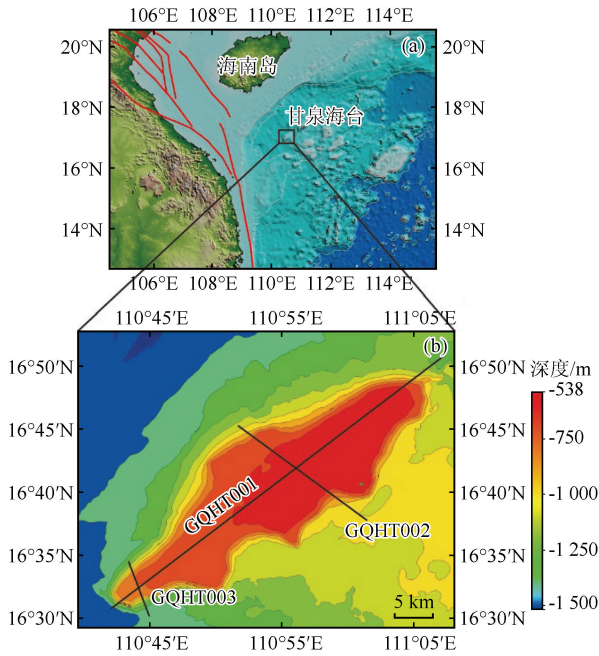 106°E 108°E 110°E 112°E 114°E
20°N 20°N
(a)
海南岛
18°N 18°N
甘泉海台
16°N 16°N
14°N 14°N
106°E 108°E 110°E 112°E 114°E
110°45′E 110°55′E 111°05′E
(b)
深度/m
16°50′N 16°50′N
-538
16°45′N 16°45′N
-750
GQHT001
16°40′N 16°40′N
-1 000
GQHT002
16°35′N 16°35′N
-1 250
GQHT003
5 km
16°30′N 16°30′N
-1 500
110°45′E 110°55′E 111°05′E